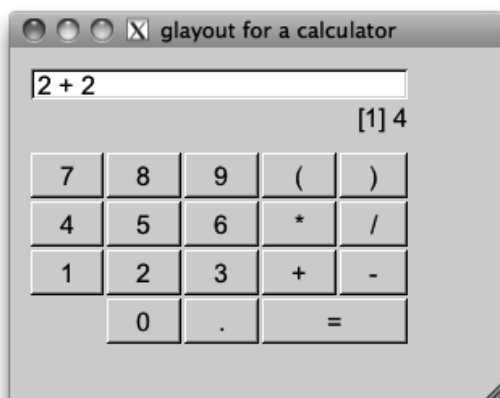 X glayout for a calculator
2 + 2
[1] 4
7 8 9 ( )
4 5 6 * /
1 2 3 + -
0 . =